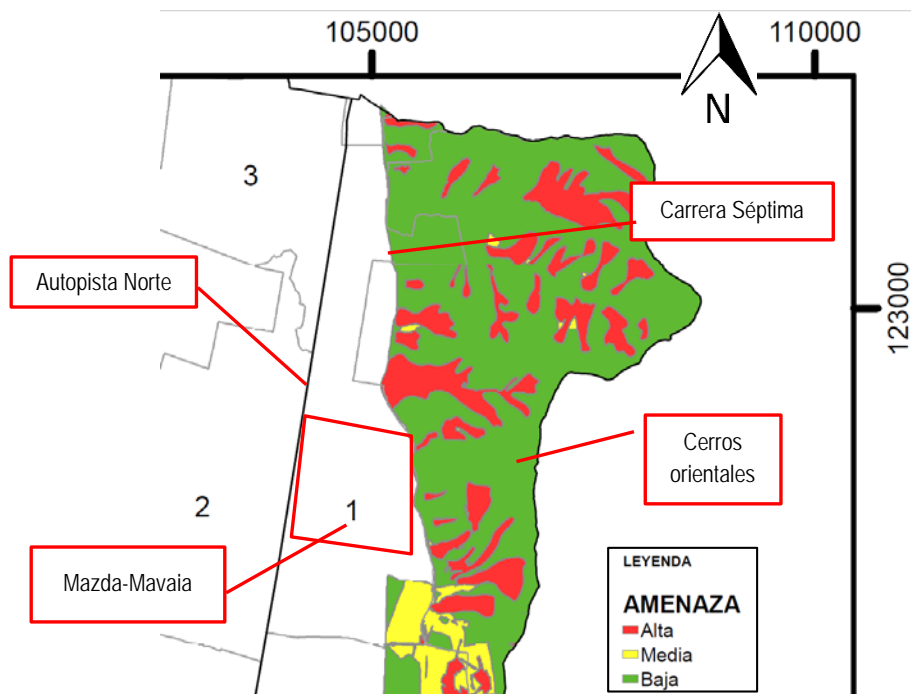 105000
110000
N
3
Carrera Séptima
Autopista Norte
123000
Cerros
orientales
2
1
Mazda-Mavaia
LEYENDA
AMENAZA
Alta
Media
Baja